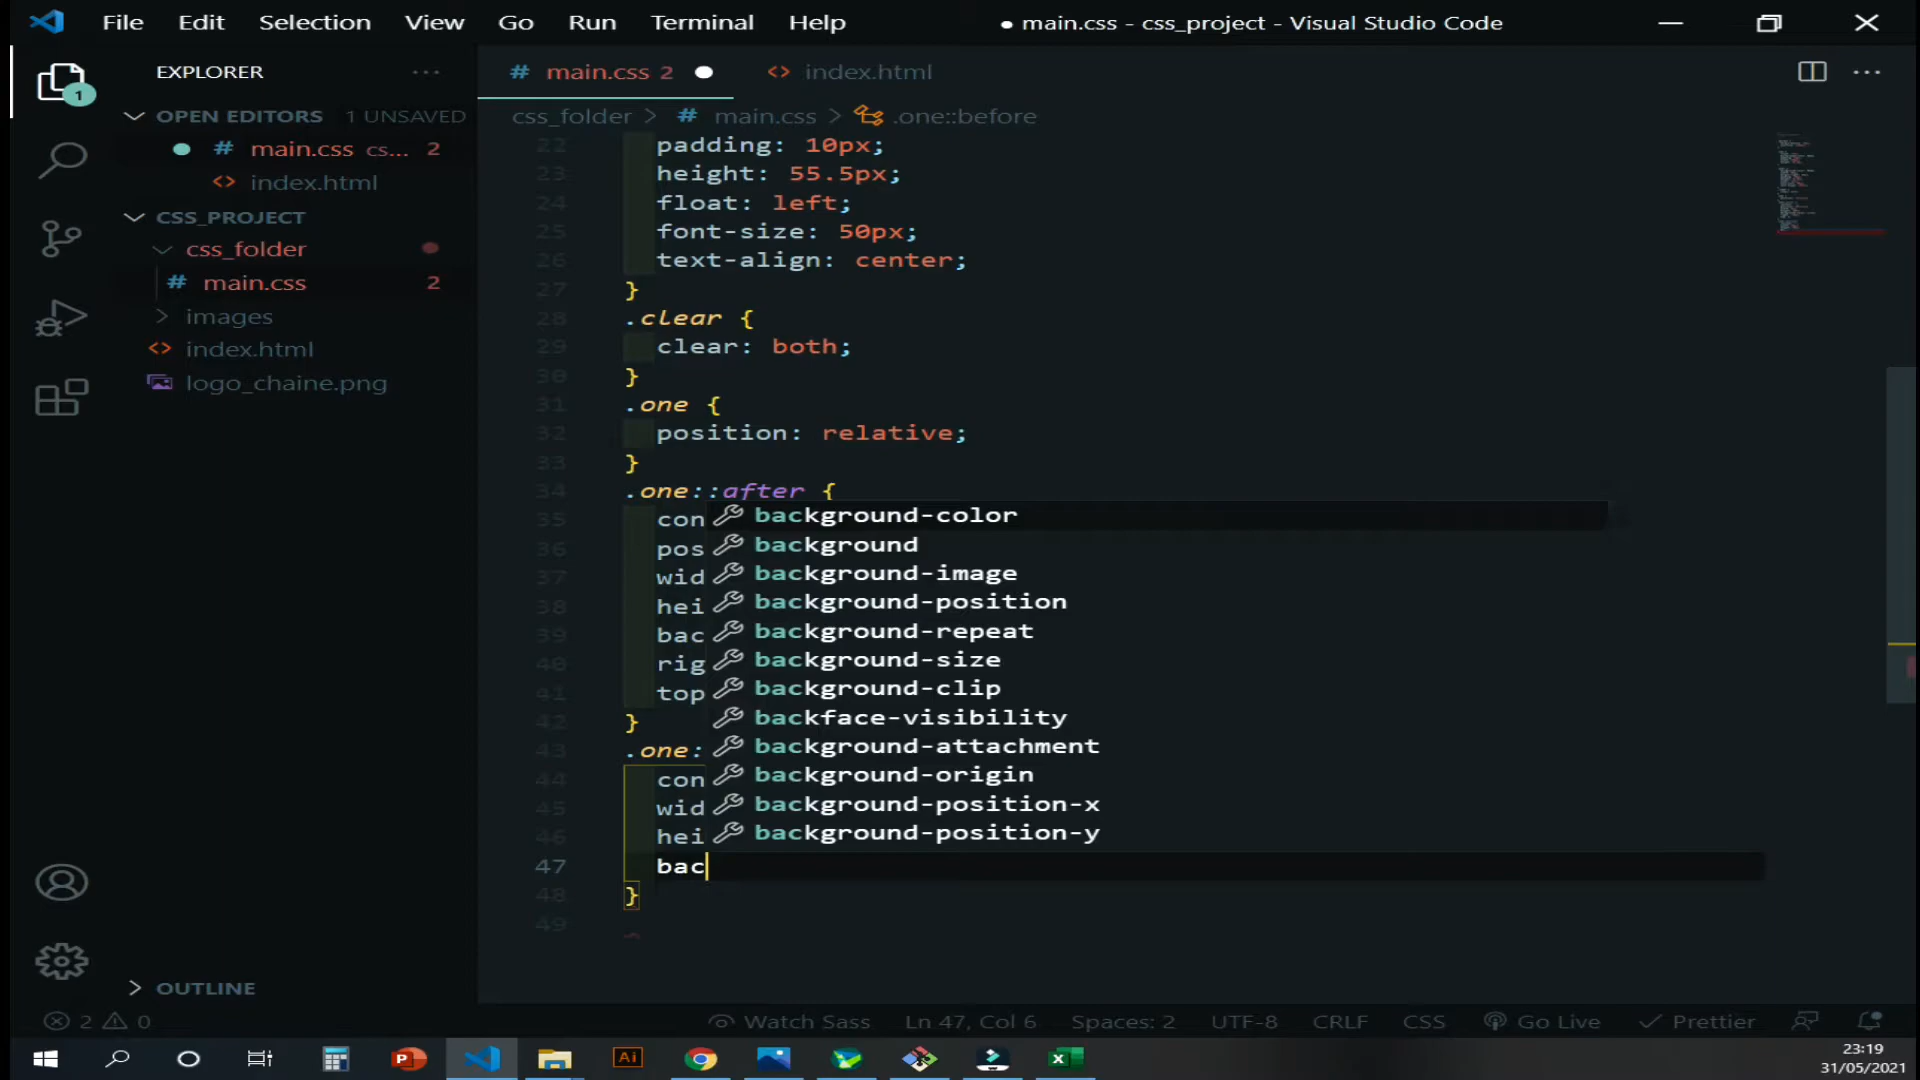 File Edit Selection View Go Run Terminal Help ● main.css - css_project - Visual Studio Code
EXPLORER
# main.css 2
<> index.html
OPEN EDITORS 1 UNSAVED
# main.css cs... 2
<> index.html
CSS_PROJECT
css_folder
# main.css 2
images
<> index.html
logo_chaine.png
OUTLINE
css_folder > # main.css > .one::before
22 padding: 10px;
23 height: 55.5px;
24 float: left;
25 font-size: 50px;
26 text-align: center;
27 }
28 .clear {
29 clear: both;
30 }
31 .one {
32 position: relative;
33 }
34 .one::after {
35 con
36 pos
37 wid
38 hei
39 bac
40 rig
41 top
42 }
43 .one:
44 con
45 wid
46 hei
47 bac
48 }
49
background-color
background
background-image
background-position
background-repeat
background-size
background-clip
backface-visibility
background-attachment
background-origin
background-position-x
background-position-y
1
2 0
Watch Sass Ln 47, Col 6 Spaces: 2 UTF-8 CRLF CSS Go Live Prettier
P Ai X
23:19
31/05/2021